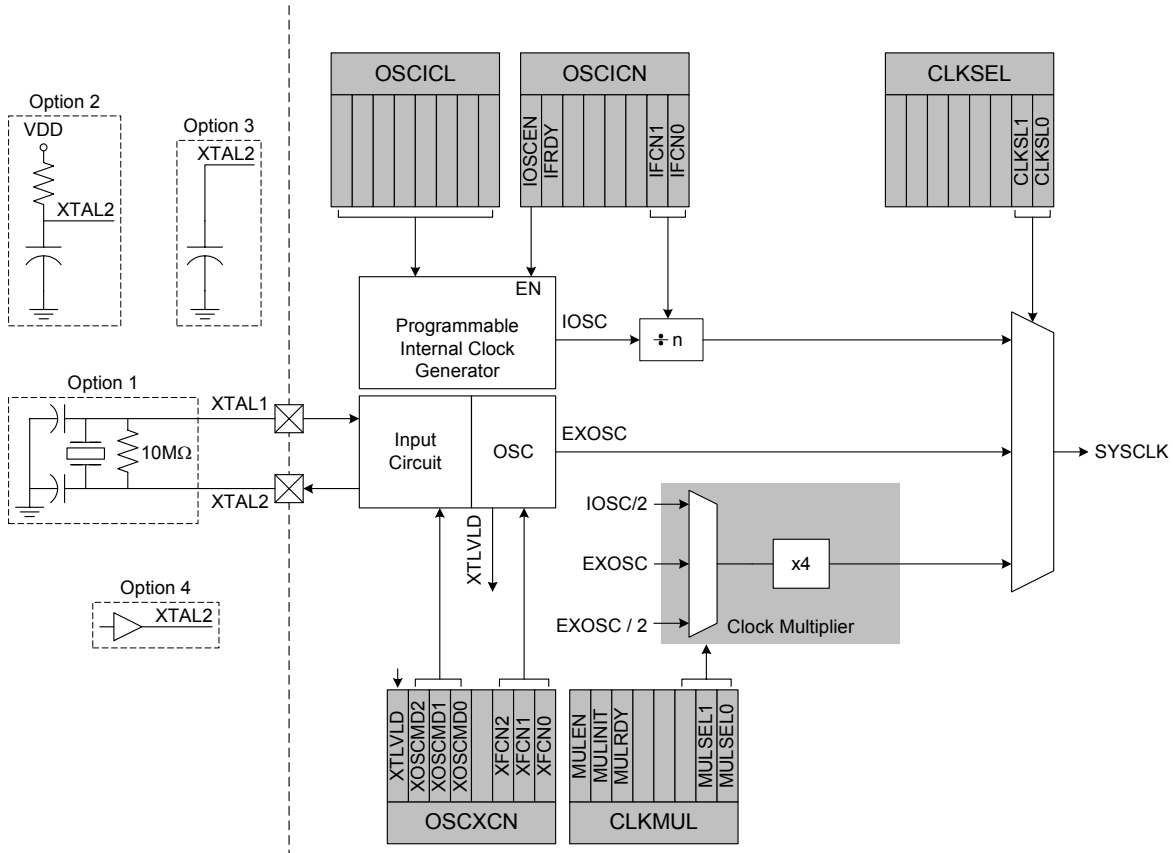 OSCICL
OSCICN
CLKSEL
IOSCEN
IFRDY
IFCN1
IFCN0
CLKSL1
CLKSL0
Option 2
VDD
XTAL2
Option 3
XTAL2
EN
Programmable
Internal Clock
Generator
IOSC
÷ n
Option 1
10MΩ
XTAL1
XTAL2
Input
Circuit
OSC
EXOSC
SYSCLK
XTLVLD
IOSC/2
EXOSC
EXOSC / 2
x4
Clock Multiplier
Option 4
XTAL2
XTLVLD
XOSCMD2
XOSCMD1
XOSCMD0
XFCN2
XFCN1
XFCN0
OSCXCN
MULEN
MULINIT
MULRDY
MULSEL1
MULSEL0
CLKMUL